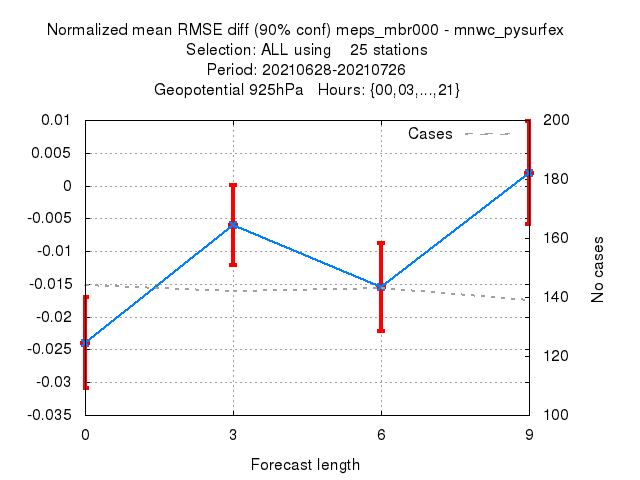 Normalized mean RMSE diff (90% conf) meps_mbr000 - mnwc_pysurfex
Selection: ALL using    25 stations
Period: 20210628-20210726
Geopotential 925hPa   Hours: {00,03,...,21}
0.01
0.005
0
-0.005
-0.01
-0.015
-0.02
-0.025
-0.03
-0.035
Cases
200
180
160
140
120
100
No cases
0 3 6 9
Forecast length